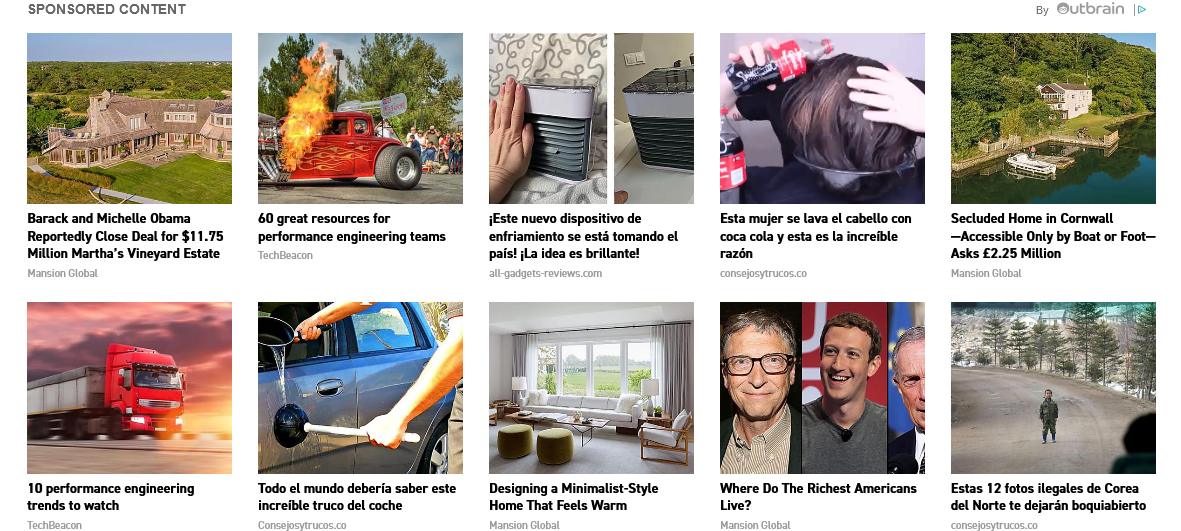 SPONSORED CONTENT
By Outbrain
Barack and Michelle Obama
Reportedly Close Deal for $11.75
Million Martha's Vineyard Estate
Mansion Global
60 great resources for
performance engineering teams
TechBeacon
¡Este nuevo dispositivo de
enfriamiento se está tomando el
país! ¡La idea es brillante!
all-gadgets-reviews.com
Esta mujer se lava el cabello con
coca cola y esta es la increíble
razón
consejosytrucos.co
Secluded Home in Cornwall
—Accessible Only by Boat or Foot—
Asks £2.25 Million
Mansion Global
10 performance engineering
trends to watch
TechBeacon
Todo el mundo debería saber este
increíble truco del coche
Consejosytrucos.co
Designing a Minimalist-Style
Home That Feels Warm
Mansion Global
Where Do The Richest Americans
Live?
Mansion Global
Estas 12 fotos ilegales de Corea
del Norte te dejarán boquiabierto
consejosytrucos.co